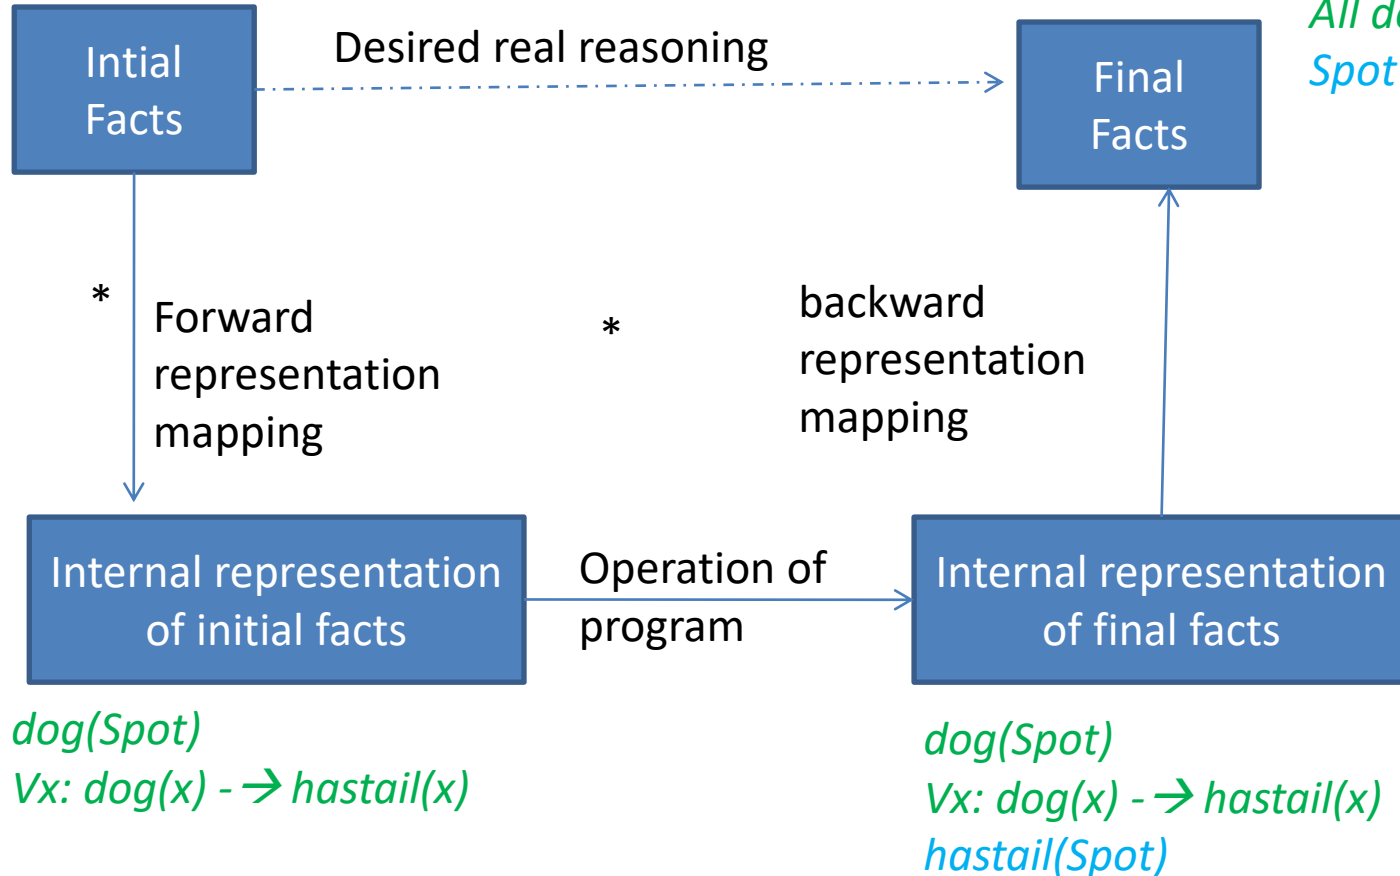 Intial
Facts
Desired real reasoning
Final
Facts
All
Spot
*
Forward
representation
mapping
*
backward
representation
mapping
Internal representation
of initial facts
Operation of
program
Internal representation
of final facts
dog(Spot)
Vx: dog(x) -→ hastail(x)
dog(Spot)
Vx: dog(x) -→ hastail(x)
hastail(Spot)